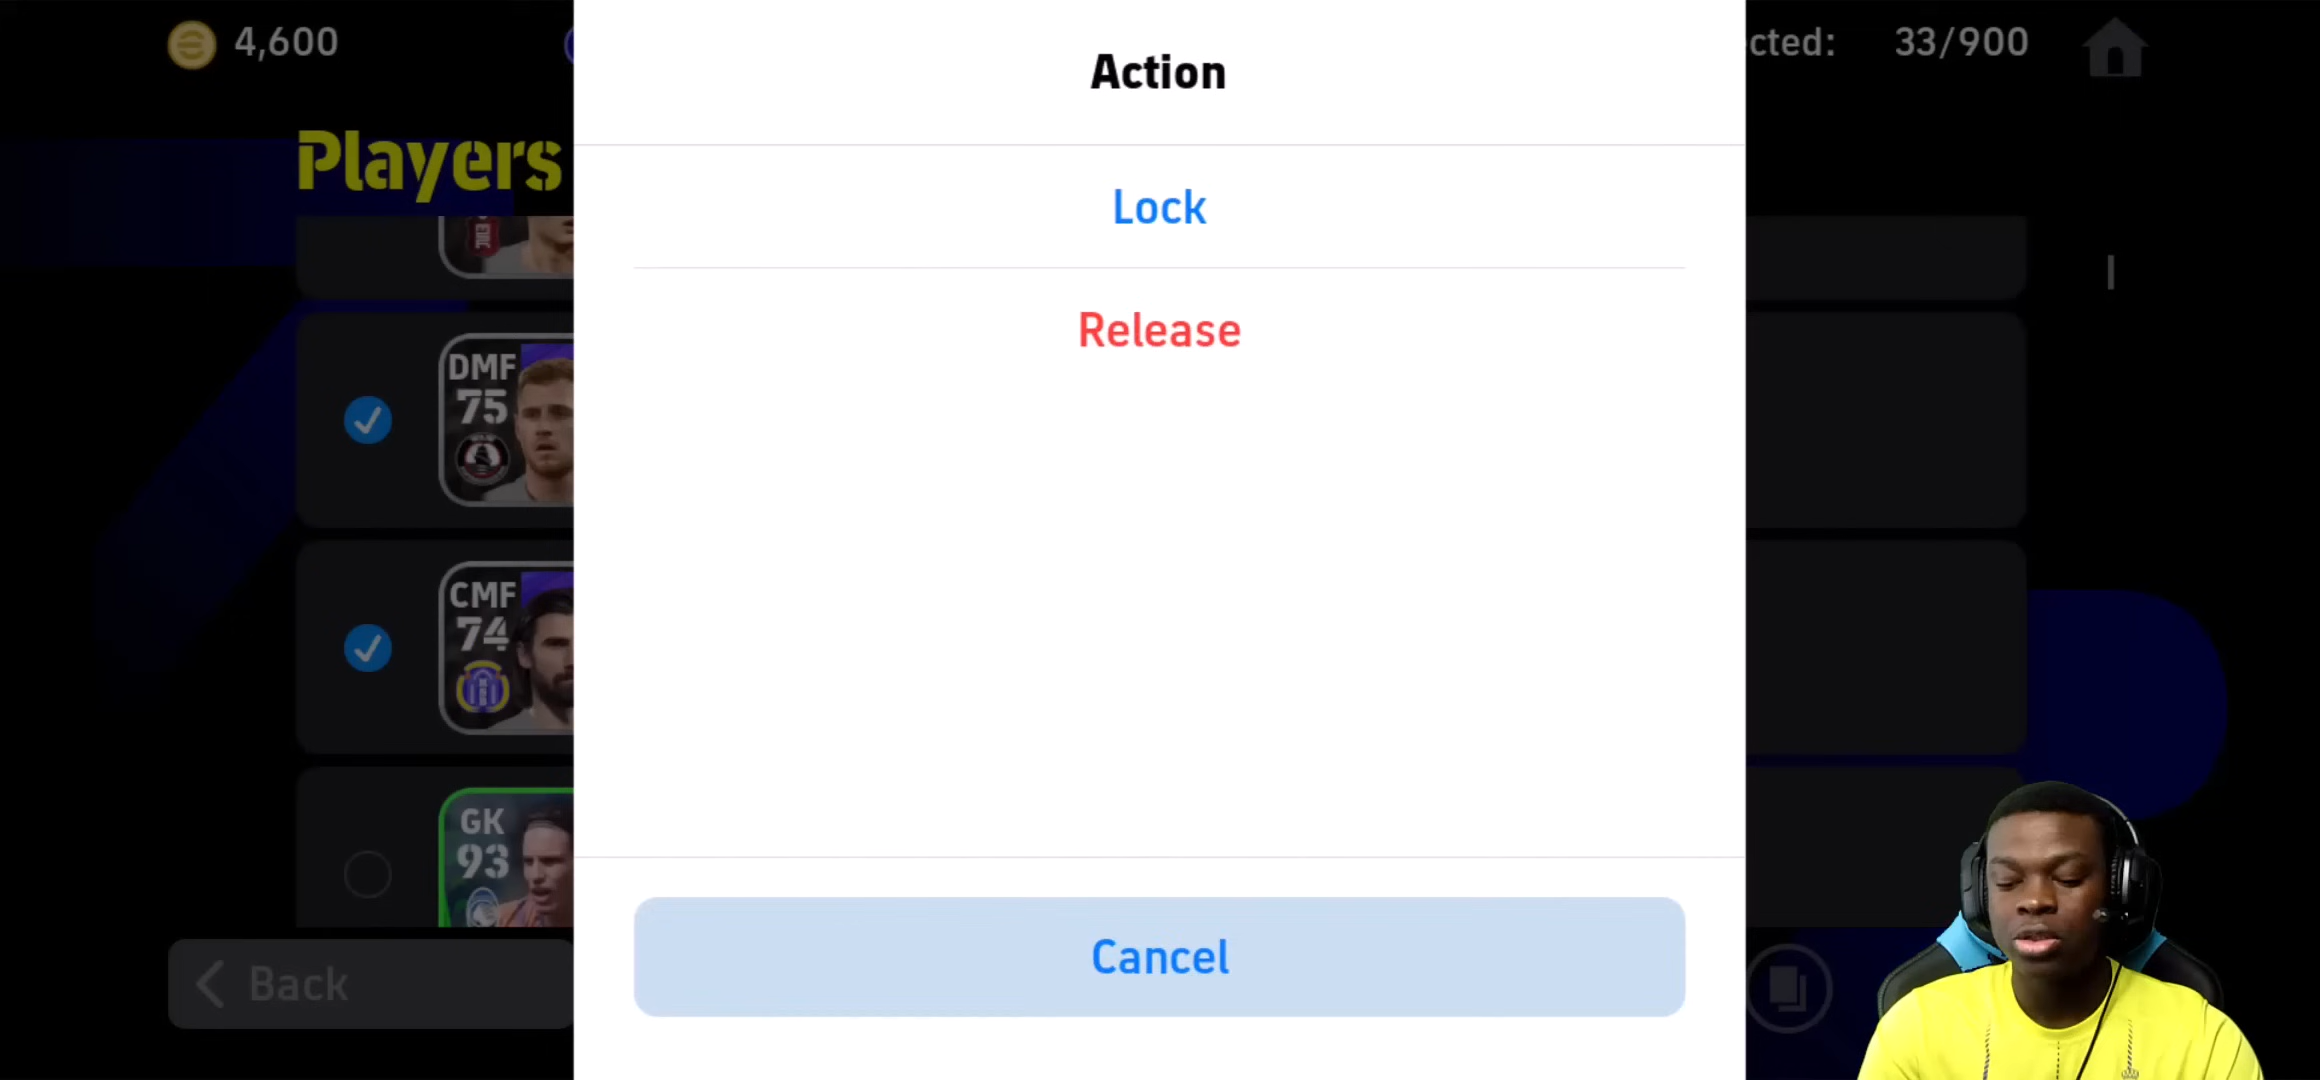 4,600
cted: 33/900
Action
Players
Lock
Release
DMF
75
CMF
74
GK
93
Cancel
Back